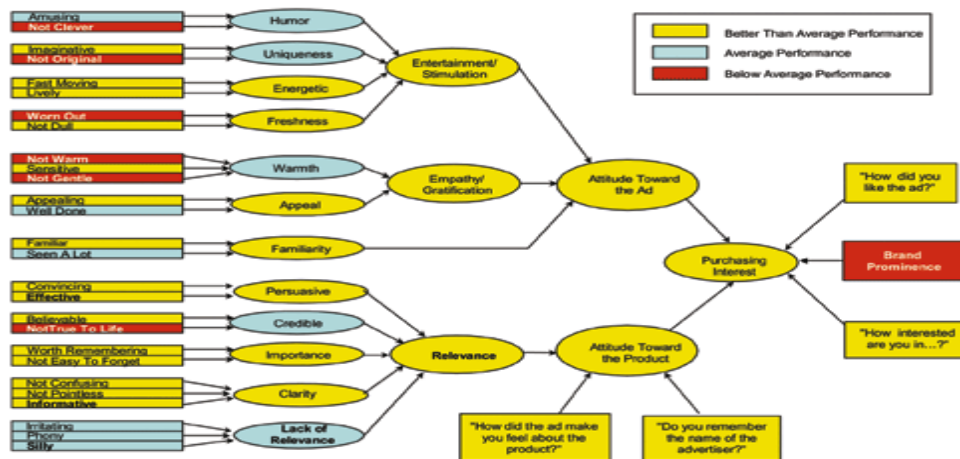 Amusing
Not Clever
Imaginative
Not Original
Fast Moving
Lively
Worn Out
Not Dull
Not Warm
Sensitive
Not Gentle
Appealing
Well Done
Familiar
Seen A Lot
Convincing
Effective
Believable
NotTrue To Life
Worth Remembering
Not Easy To Forget
Not Confusing
Not Pointless
Informative
Irritating
Phony
Silly
Humor
Uniqueness
Energetic
Freshness
Warmth
Appeal
Familiarity
Persuasive
Credible
Importance
Clarity
Lack of
Relevance
Entertainment/
Stimulation
Empathy/
Gratification
Relevance
Attitude Toward
the Ad
Attitude Toward
the Product
"How did the ad make
you feel about the
product?"
"Do you remember
the name of the
advertiser?"
Purchasing
Interest
"How did you
like the ad?"
Brand
Prominence
"How interested
are you in...?"
Better Than Average Performance
Average Performance
Below Average Performance